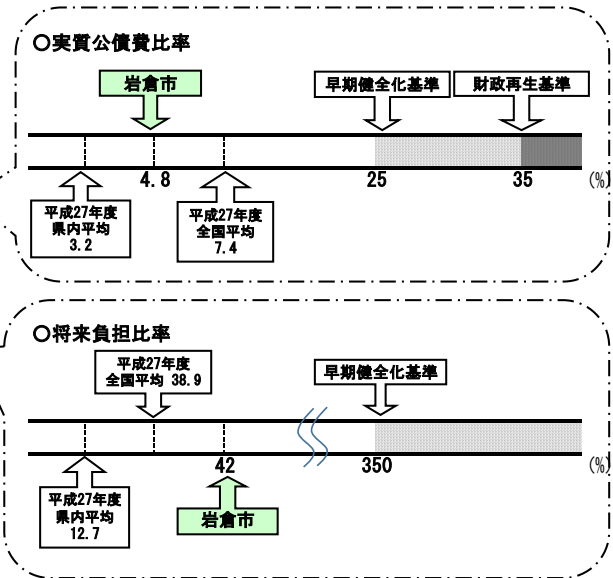 ○実質公債費比率
岩倉市
早期健全化基準
財政再生基準
4.8
25
35
(%)
平成27年度
県内平均
3.2
平成27年度
全国平均
7.4
○将来負担比率
平成27年度
全国平均 38.9
早期健全化基準
42
350
(%)
平成27年度
県内平均
12.7
岩倉市